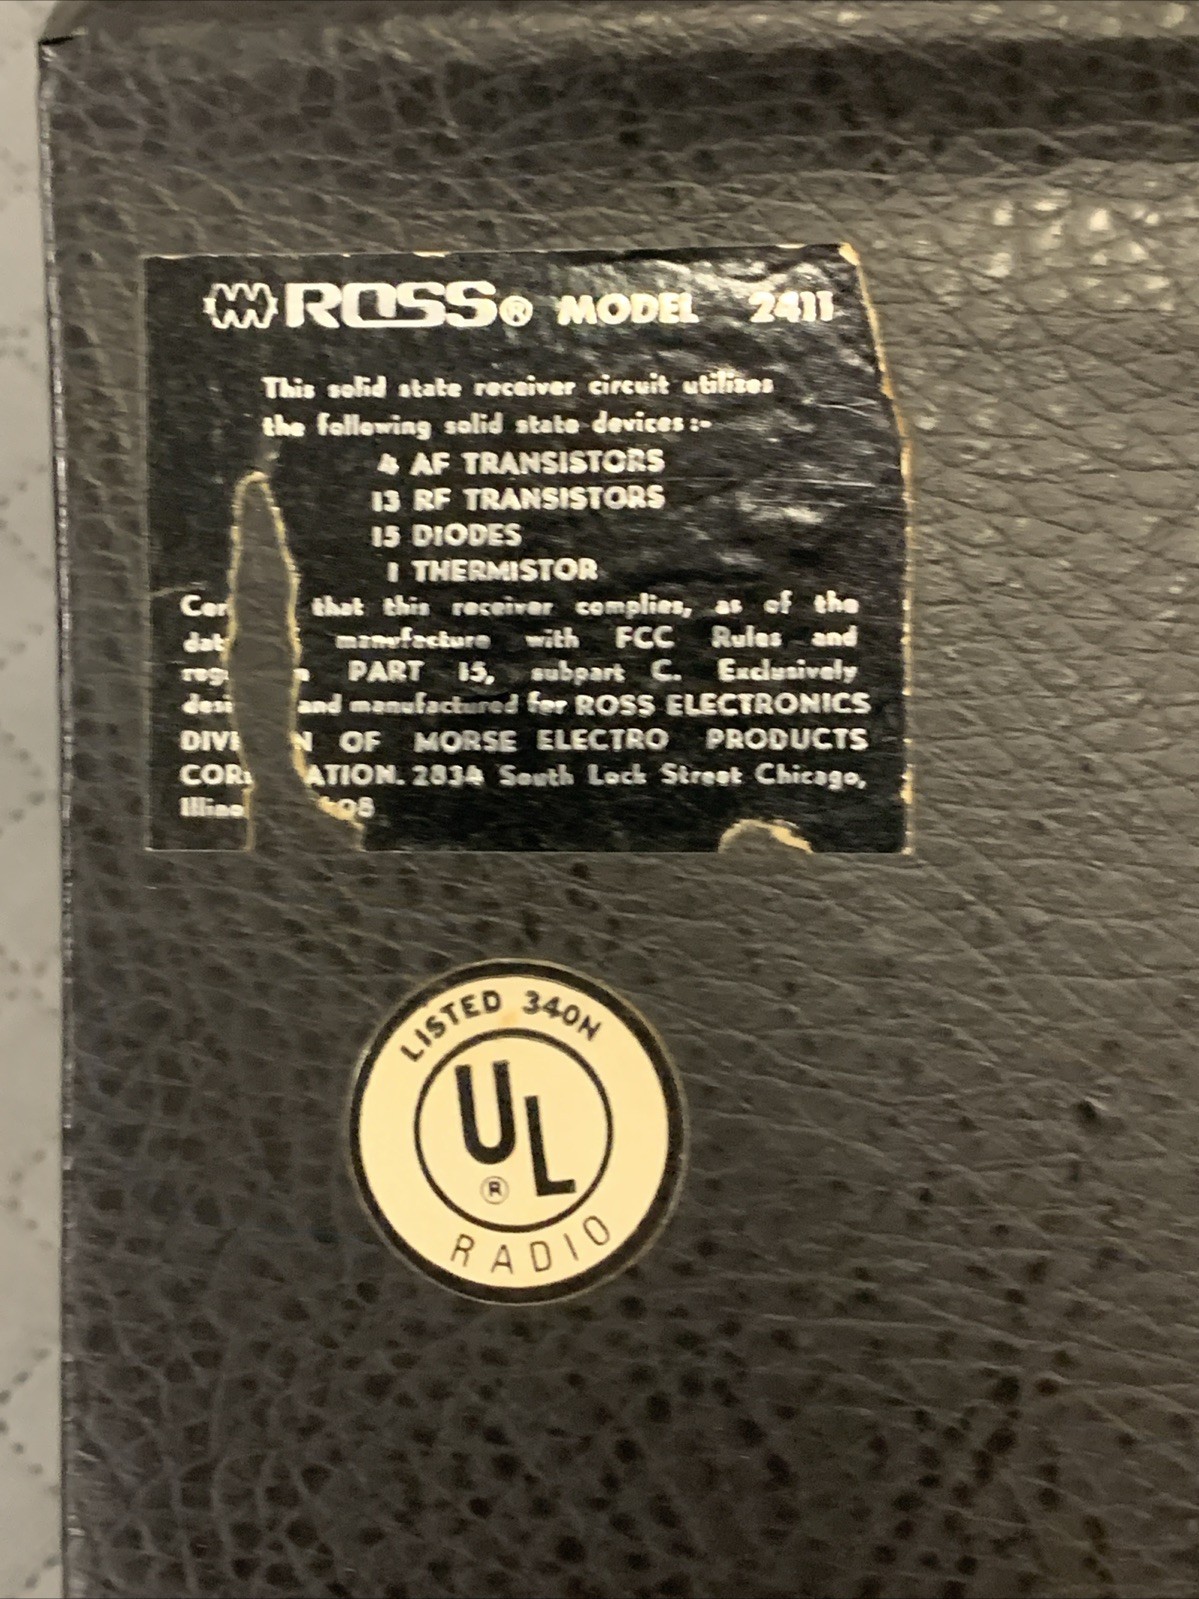 ROSS® MODEL 2411
This solid state receiver circuit utilizes
the following solid state devices:-
4 AF TRANSISTORS
13 RF TRANSISTORS
15 DIODES
1 THERMISTOR
that this receiver complies, as of the
manufacture with FCC Rules and
PART 15, subpart C. Exclusively
and manufactured for ROSS ELECTRONICS
OF MORSE ELECTRO PRODUCTS
2834 South Lock Street Chicago,
LISTED 340N
UL
®
RADIO